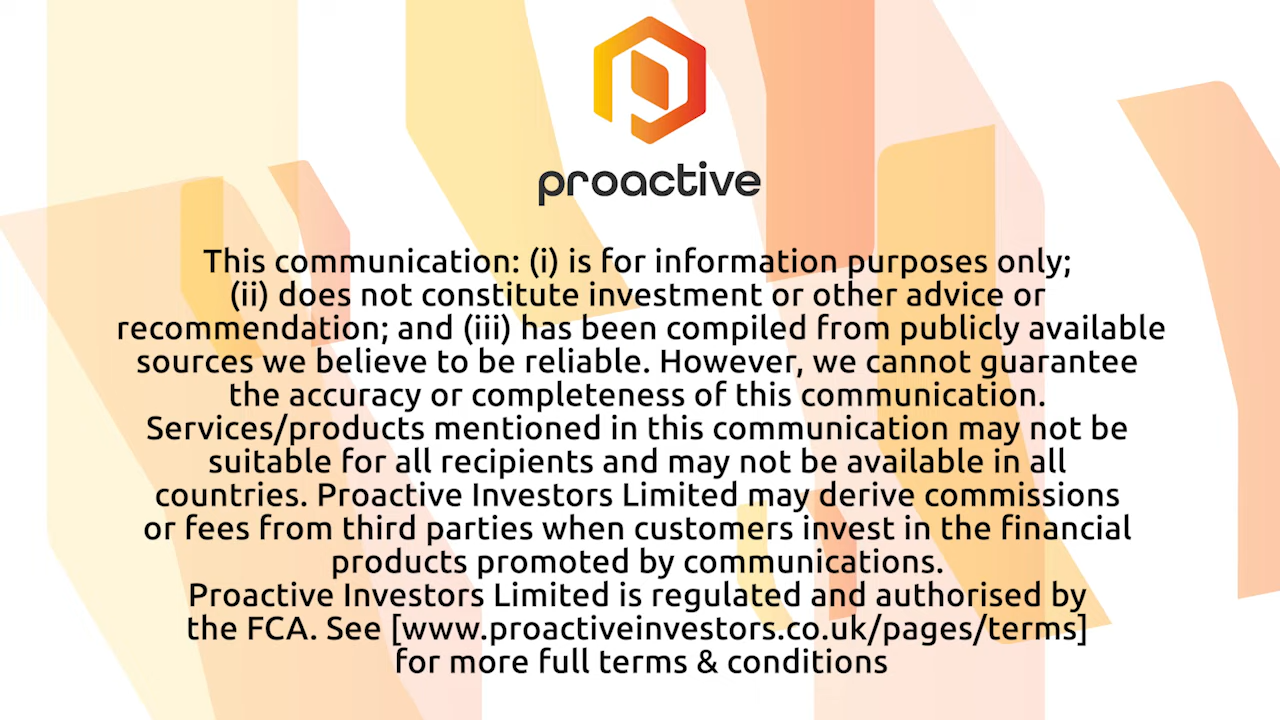 proactive
This communication: (i) is for information purposes only;
(ii) does not constitute investment or other advice or
recommendation; and (iii) has been compiled from publicly available
sources we believe to be reliable. However, we cannot guarantee
the accuracy or completeness of this communication.
Services/products mentioned in this communication may not be
suitable for all recipients and may not be available in all
countries. Proactive Investors Limited may derive commissions
or fees from third parties when customers invest in the financial
products promoted by communications.
Proactive Investors Limited is regulated and authorised by
the FCA. See [www.proactiveinvestors.co.uk/pages/terms]
for more full terms & conditions